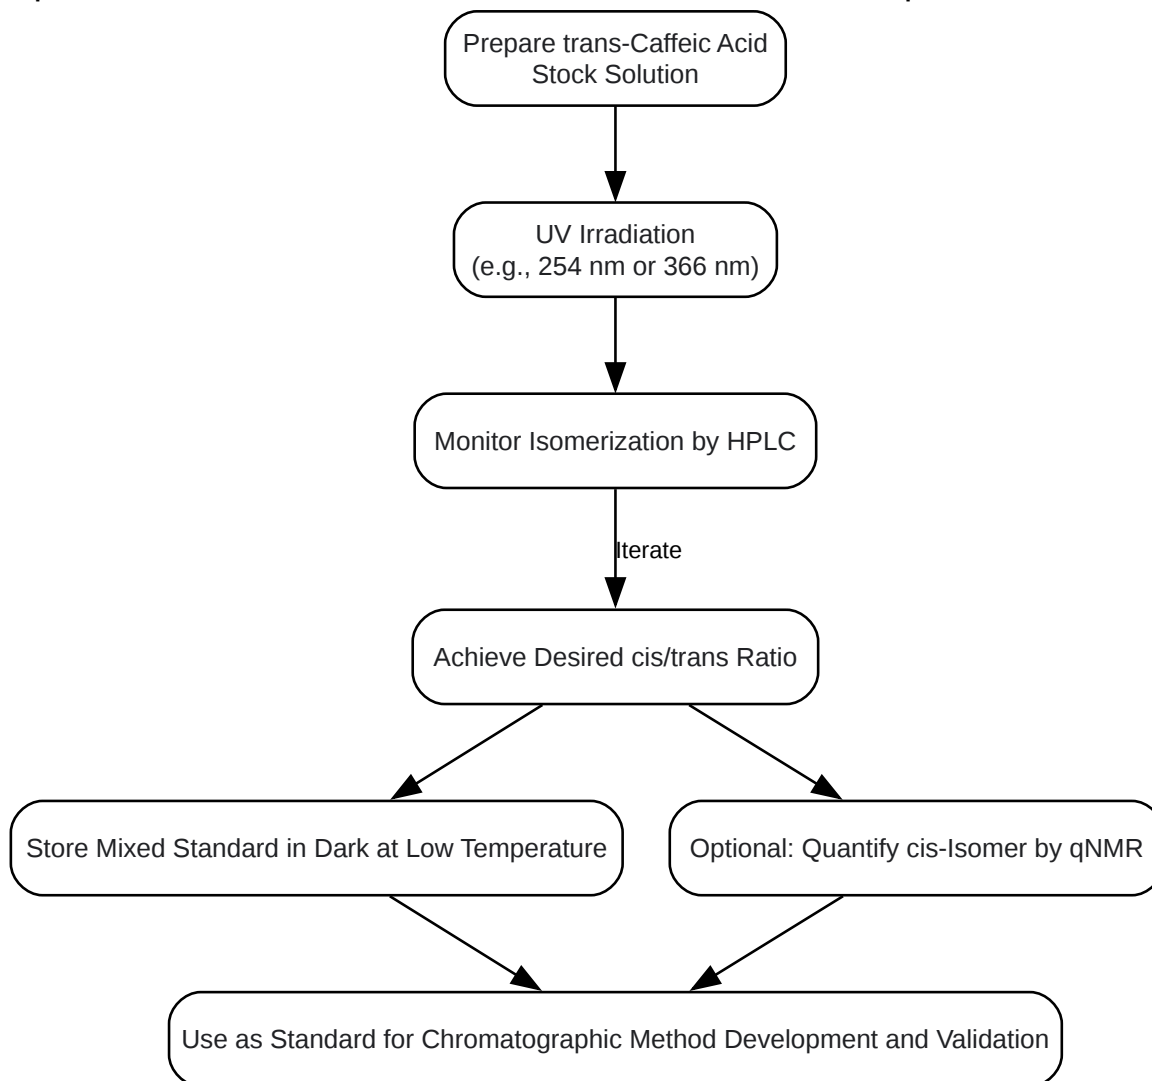 Prepare trans-Caffeic Acid
Stock Solution
UV Irradiation
(e.g., 254 nm or 366 nm)
Monitor Isomerization by HPLC
Iterate
Achieve Desired cis/trans Ratio
Store Mixed Standard in Dark at Low Temperature
Optional: Quantify cis-Isomer by qNMR
Use as Standard for Chromatographic Method Development and Validation